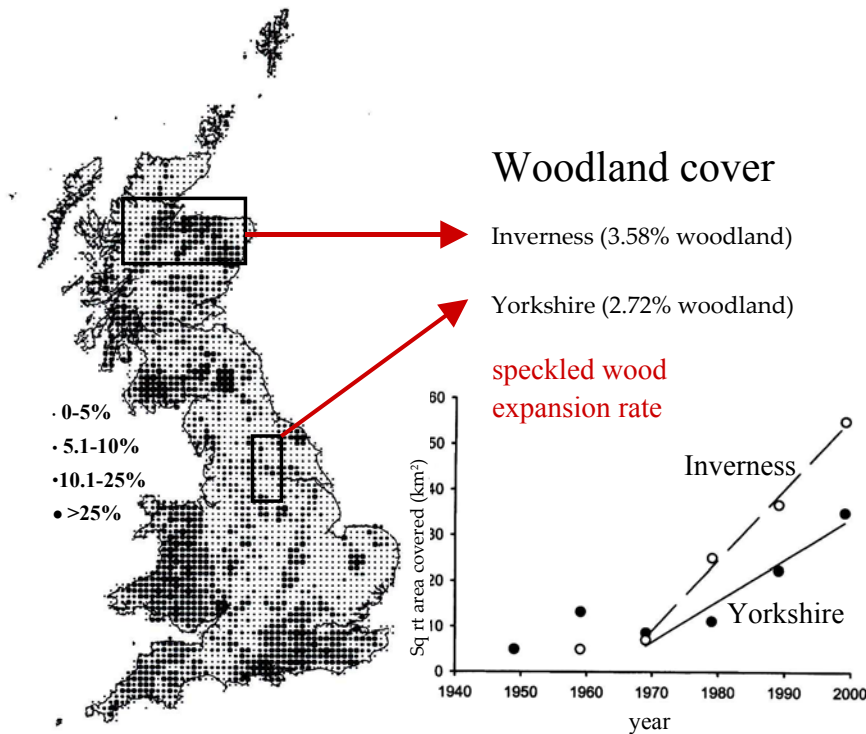 Woodland cover
Inverness (3.58% woodland)
Yorkshire (2.72% woodland)
speckled wood
expansion rate
· 0-5%
· 5.1-10%
•10.1-25%
● >25%
Sq rt area covered (km²)
60
50
40
30
20
10
0
Inverness
Yorkshire
1940 1950 1960 1970 1980 1990 2000
year